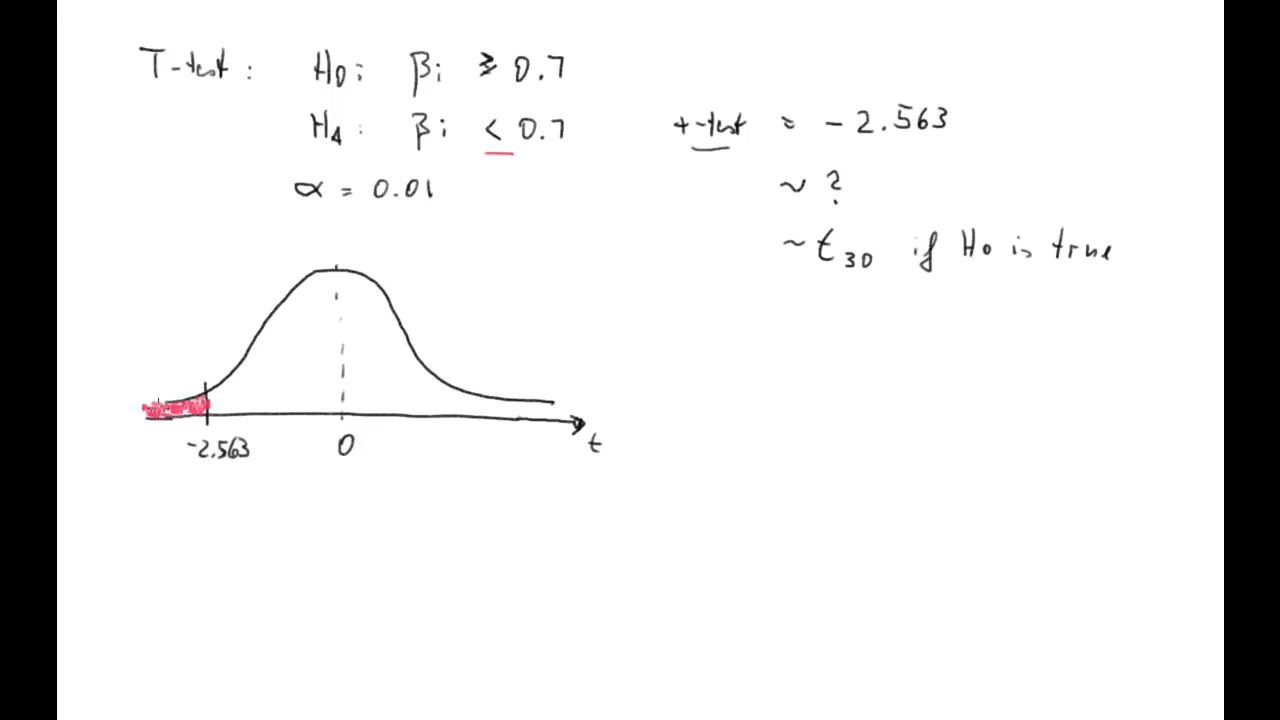 T-test: H0: βi ≥ 0.7
HA: βi < 0.7
t-test = -2.563
α = 0.01
~ ?
~ t30 if H0 is true
-2.563 0 t